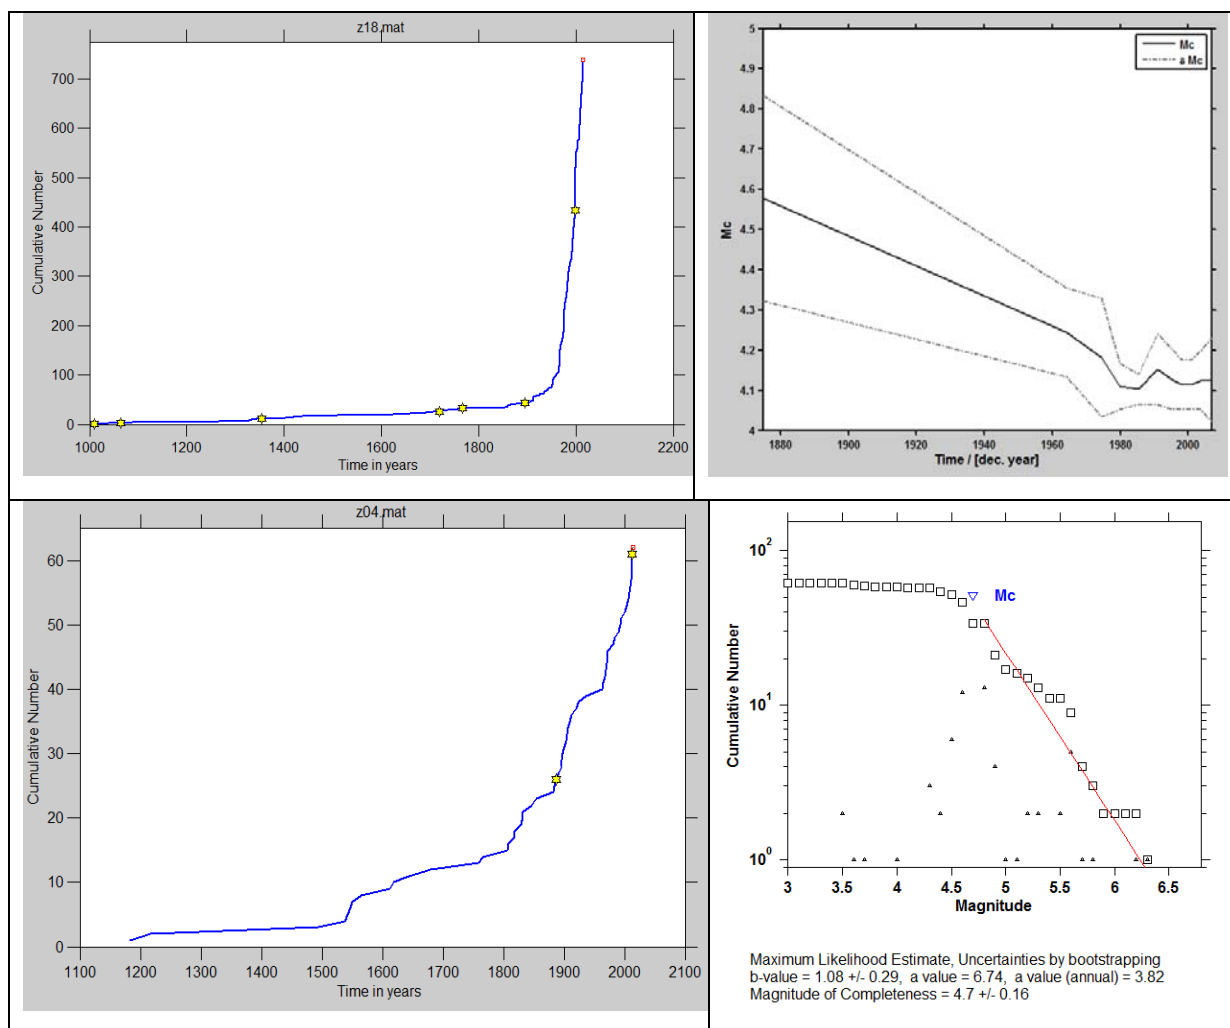 z18.mat
700
600
500
400
300
200
100
0
Cumulative Number
1000 1200 1400 1600 1800 2000 2200
Time in years
5
4.9
4.8
4.7
4.6
4.5
4.4
4.3
4.2
4.1
4
Mc
Mc
δ Mc
1880 1900 1920 1940 1960 1980 2000
Time / [dec. year]
z04.mat
60
50
40
30
20
10
0
Cumulative Number
1100 1200 1300 1400 1500 1600 1700 1800 1900 2000 2100
Time in years
10²
10¹
10⁰
Cumulative Number
Mc
3 3.5 4 4.5 5 5.5 6 6.5
Magnitude
Maximum Likelihood Estimate, Uncertainties by bootstrapping
b-value = 1.08 +/- 0.29, a value = 6.74, a value (annual) = 3.82
Magnitude of Completeness = 4.7 +/- 0.16